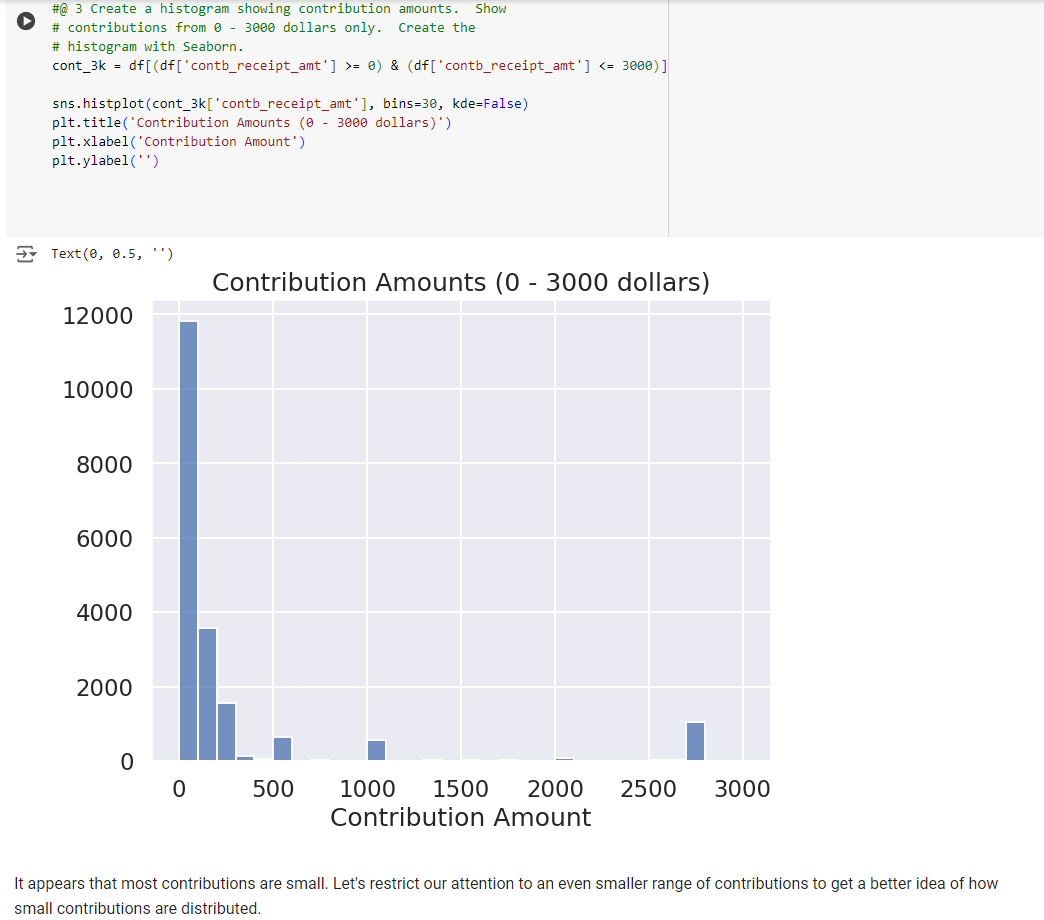 #@ 3 Create a histogram showing contribution amounts.  Show
# contributions from 0 - 3000 dollars only.  Create the
# histogram with Seaborn.
cont_3k = df[(df['contb_receipt_amt'] >= 0) & (df['contb_receipt_amt'] <= 3000)]
sns.histplot(cont_3k['contb_receipt_amt'], bins=30, kde=False)
plt.title('Contribution Amounts (0 - 3000 dollars)')
plt.xlabel('Contribution Amount')
plt.ylabel('')
Text(0, 0.5, '')
Contribution Amounts (0 - 3000 dollars)
12000
10000
8000
6000
4000
2000
0
0 500 1000 1500 2000 2500 3000
Contribution Amount
It appears that most contributions are small. Let's restrict our attention to an even smaller range of contributions to get a better idea of how
small contributions are distributed.